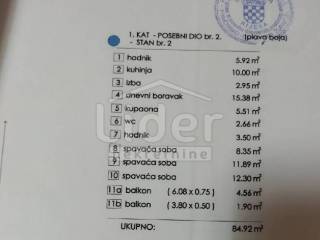 1. KAT - POSEBNI DIO br. 2. (plava boja)
- STAN br. 2
1 hodnik 5.92 m²
2 kuhinja 10.00 m²
3 izba 2.95 m²
4 dnevni boravak 15.38 m²
5 kupaona 5.51 m²
6 wc 2.66 m²
7 hodnik 3.50 m²
8 spavaća soba 8.35 m²
9 spavaća soba 11.89 m²
10 spavaća soba 12.30 m²
11a balkon ( 6.08 x 0.75 ) 4.56 m²
11b balkon ( 3.80 x 0.50 ) 1.90 m²
UKUPNO: 84.92 m²
Lider
nekretnine